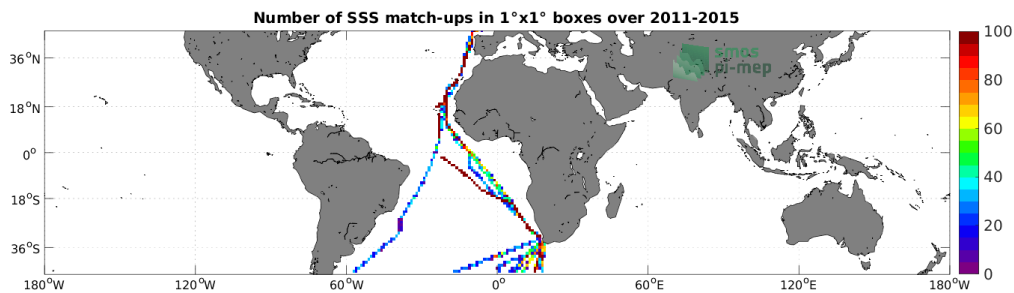 Number of SSS match-ups in 1°x1° boxes over 2011-2015
100
36°N
smos
pi-mep
80
18°N
60
0°
40
18°S
20
36°S
0
180°W 120°W 60°W 0° 60°E 120°E 180°W